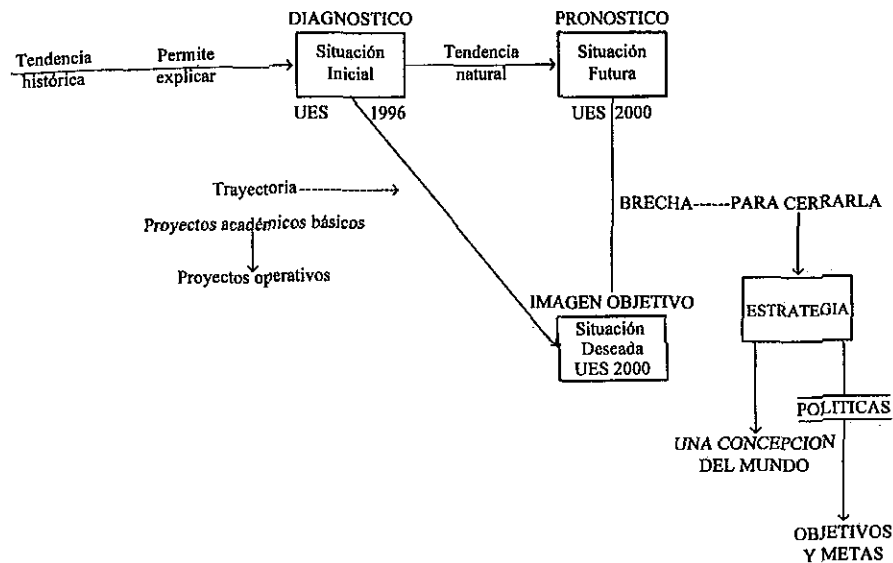 DIAGNOSTICO
PRONOSTICO
Tendencia
histórica
Permite
explicar
Situación
Inicial
Tendencia
natural
Situación
Futura
UES 1996
UES 2000
Trayectoria
BRECHA------PARA CERRARLA
Proyectos académicos básicos
Proyectos operativos
IMAGEN OBJETIVO
Situación
Deseada
UES 2000
ESTRATEGIA
POLITICAS
UNA CONCEPCION
DEL MUNDO
OBJETIVOS
Y METAS